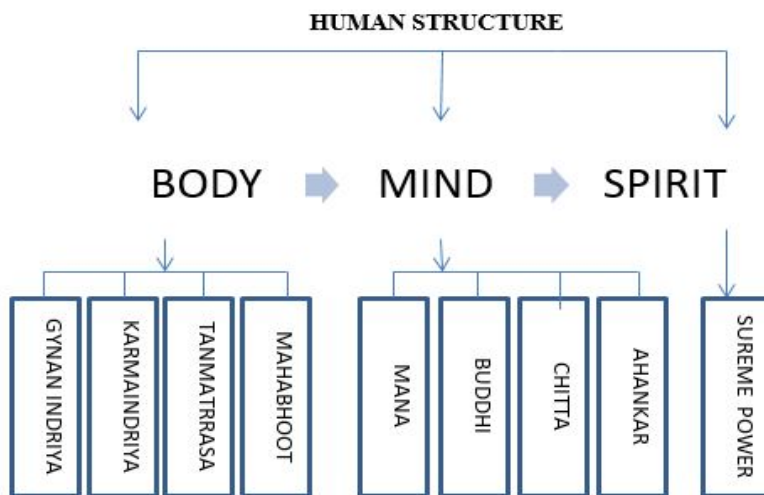 HUMAN STRUCTURE
BODY
MIND
SPIRIT
GYNAN INDRIYA
KARMAINDRIYA
TANMATRRASA
MAHABHOOT
MANA
BUDDHI
CHITTA
AHANKAR
SUREME POWER